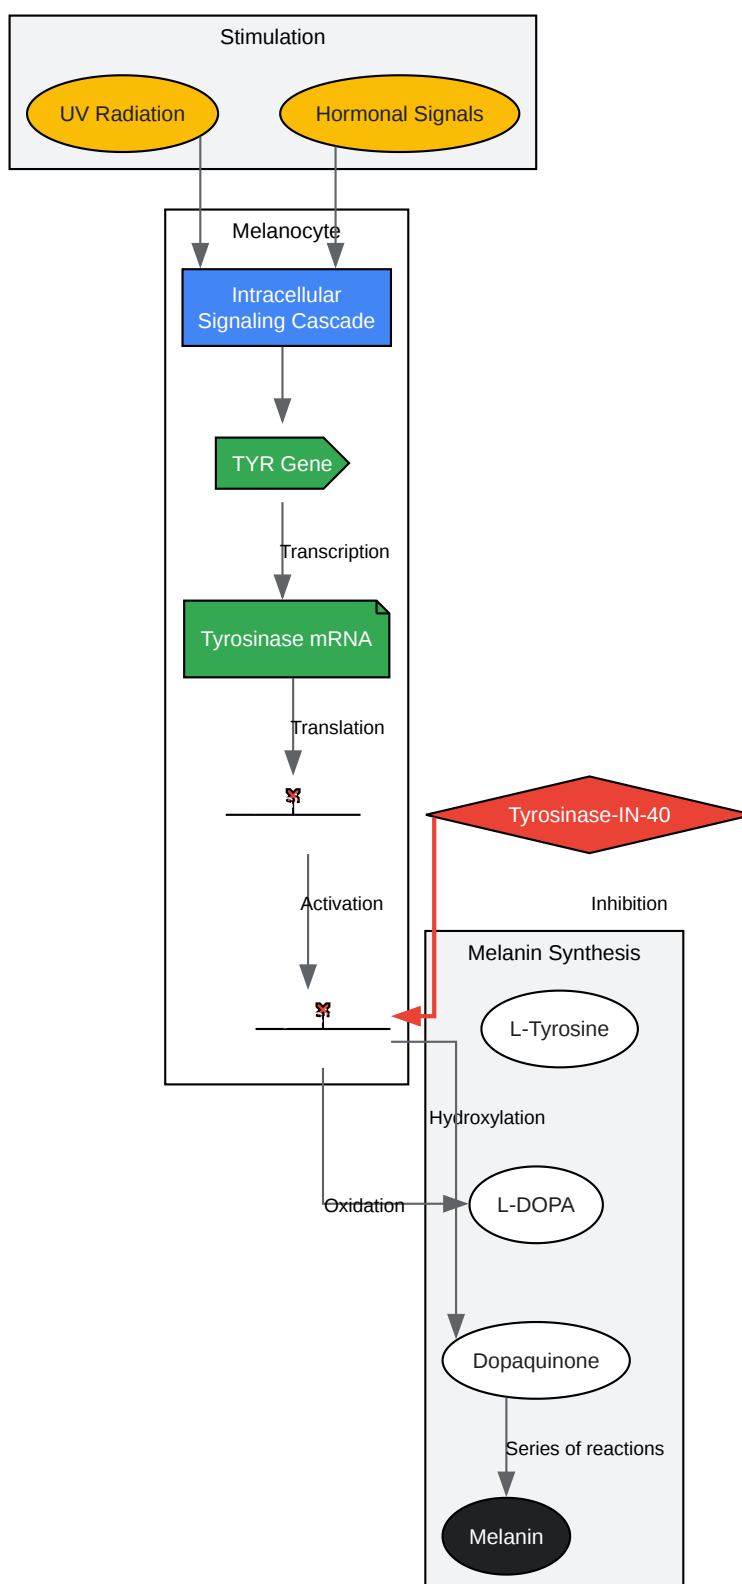 Stimulation
UV Radiation
Hormonal Signals
Melanocyte
Intracellular
Signaling Cascade
TYR Gene
Transcription
Tyrosinase mRNA
Translation
Tyrosinase-IN-40
Activation
Inhibition
Melanin Synthesis
L-Tyrosine
Hydroxylation
L-DOPA
Oxidation
Dopaquinone
Series of reactions
Melanin